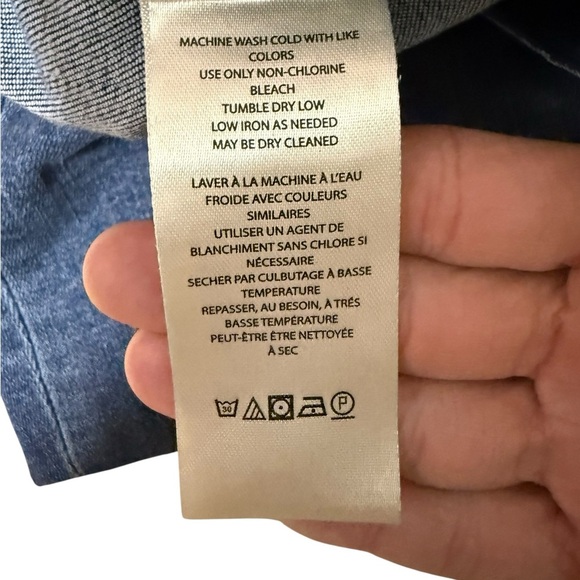 MACHINE WASH COLD WITH LIKE
COLORS
USE ONLY NON-CHLORINE
BLEACH
TUMBLE DRY LOW
LOW IRON AS NEEDED
MAY BE DRY CLEANED
LAVER À LA MACHINE À L'EAU
FROIDE AVEC COULEURS
SIMILAIRES
UTILISER UN AGENT DE
BLANCHIMENT SANS CHLORE SI
NÉCESSAIRE
SECHER PAR CULBUTAGE À BASSE
TEMPERATURE
REPASSER, AU BESOIN, À TRÉS
BASSE TEMPÉRATURE
PEUT-ÊTRE ÊTRE NETTOYÉE
À SEC
30 P